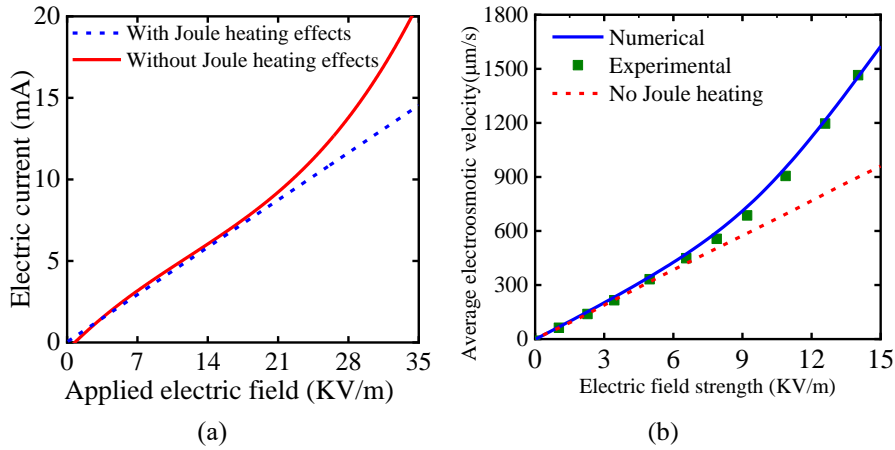 20
15
10
5
0
0 7 14 21 28 35
Electric current (mA)
Applied electric field (KV/m)
With Joule heating effects
Without Joule heating effects
(a)
1800
1500
1200
900
600
300
0
0 3 6 9 12 15
Average electroosmotic velocity(μm/s)
Electric field strength (KV/m)
Numerical
Experimental
No Joule heating
(b)